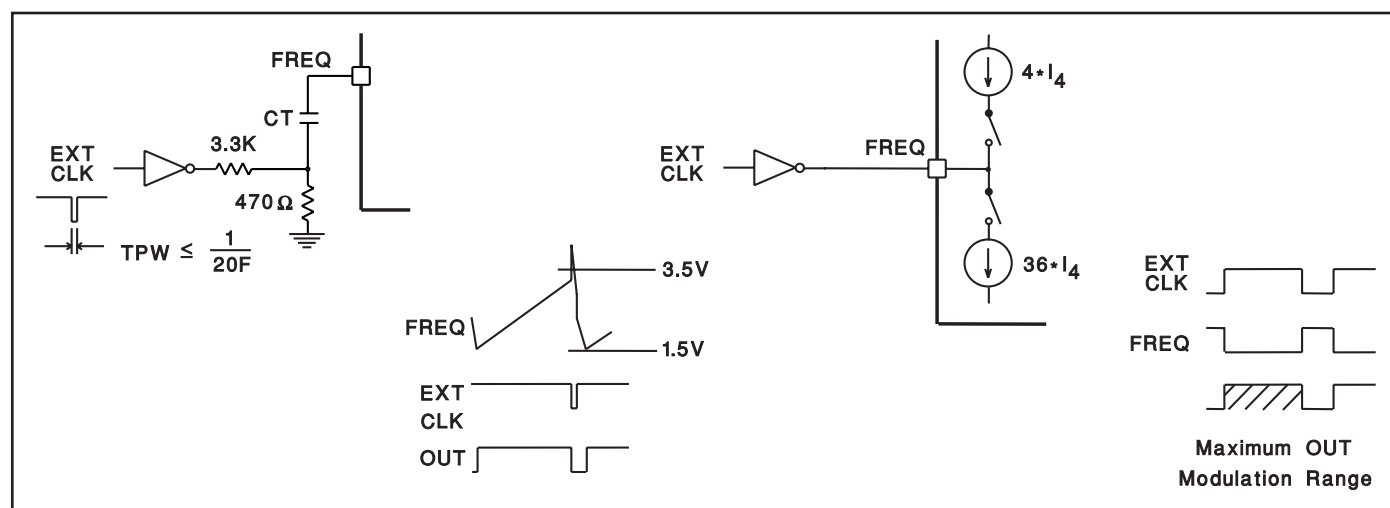 FREQ
CT
3.3K
EXT
CLK
470Ω
TPW ≤ 1/20F
3.5V
FREQ
1.5V
EXT
CLK
OUT
4*I4
FREQ
EXT
CLK
36*I4
EXT
CLK
FREQ
Maximum OUT
Modulation Range